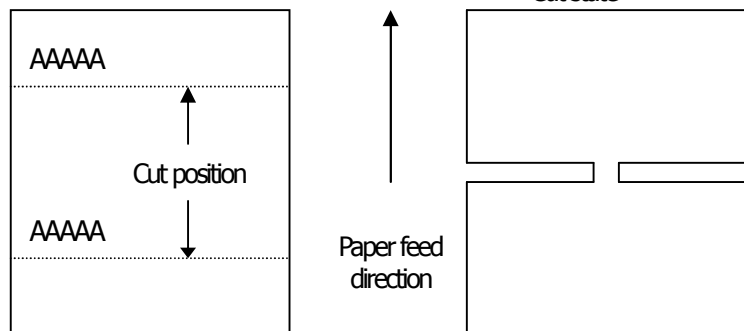 AAAAA
Cut position
AAAAA
Paper feed
direction